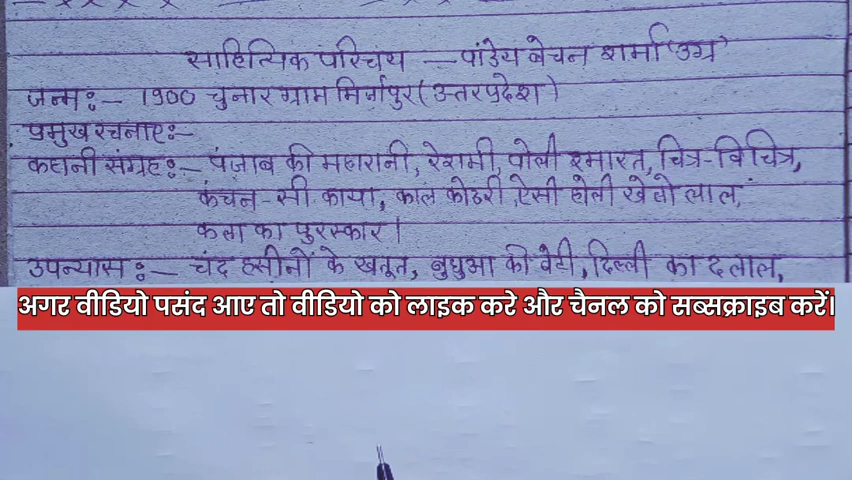 साहित्यिक परिचय — पांडेय बेचन शर्मा 'उग्र'
जन्म :— 1900 चुनार ग्राम मिर्जापुर (उत्तरप्रदेश)
प्रमुख रचनाए :—
कहानी संग्रह :— पंजाब की महारानी, रेशमी, पोली इमारत, चित्र-विचित्र,
कंचन-सी काया, काल कोठरी, ऐसी होली खेलो लाल,
कला का पुरस्कार।
उपन्यास :— चंद हसीनों के खतूत, बुधुआ की बेटी, दिल्ली का दलाल,
अगर वीडियो पसंद आए तो वीडियो को लाइक करे और चैनल को सब्सक्राइब करें।